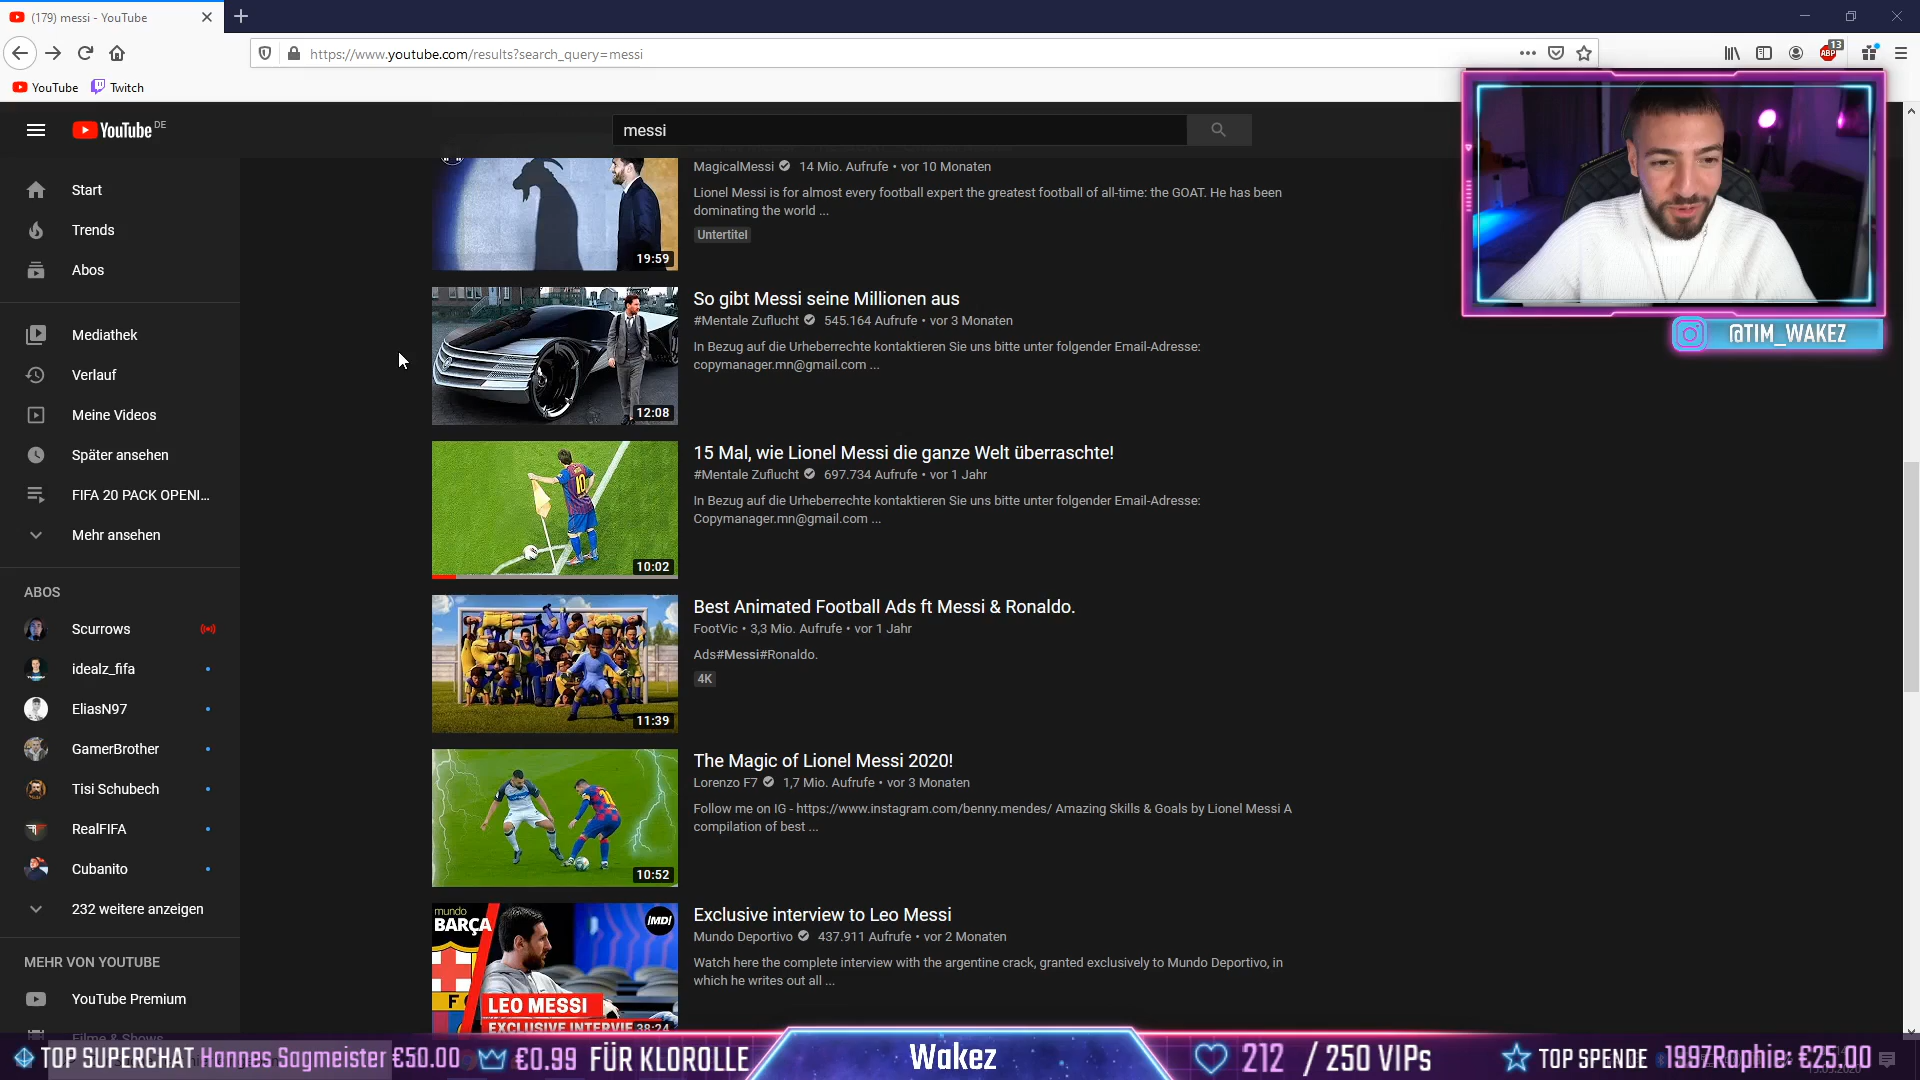 (179) messi - YouTube
https://www.youtube.com/results?search_query=messi
ABP
13
YouTube
Twitch
YouTube DE
messi
Start
Trends
Abos
Mediathek
Verlauf
Meine Videos
Später ansehen
FIFA 20 PACK OPENI...
Mehr ansehen
ABOS
Scurrows
idealz_fifa
EliasN97
GamerBrother
Tisi Schubech
RealFIFA
Cubanito
232 weitere anzeigen
MEHR VON YOUTUBE
YouTube Premium
Filme & Shows
19:59
MagicalMessi 14 Mio. Aufrufe • vor 10 Monaten
Lionel Messi is for almost every football expert the greatest football of all-time: the GOAT. He has been
dominating the world ...
Untertitel
12:08
So gibt Messi seine Millionen aus
#Mentale Zuflucht 545.164 Aufrufe • vor 3 Monaten
In Bezug auf die Urheberrechte kontaktieren Sie uns bitte unter folgender Email-Adresse:
copymanager.mn@gmail.com ...
10
10:02
15 Mal, wie Lionel Messi die ganze Welt überraschte!
#Mentale Zuflucht 697.734 Aufrufe • vor 1 Jahr
In Bezug auf die Urheberrechte kontaktieren Sie uns bitte unter folgender Email-Adresse:
Copymanager.mn@gmail.com ...
11:39
Best Animated Football Ads ft Messi & Ronaldo.
FootVic • 3,3 Mio. Aufrufe • vor 1 Jahr
Ads#Messi#Ronaldo.
4K
10:52
The Magic of Lionel Messi 2020!
Lorenzo F7 1,7 Mio. Aufrufe • vor 3 Monaten
Follow me on IG - https://www.instagram.com/benny.mendes/ Amazing Skills & Goals by Lionel Messi A
compilation of best ...
mundo
BARÇA
!MD!
LEO MESSI
EXCLUSIVE INTERVIE
38:24
Exclusive interview to Leo Messi
Mundo Deportivo 437.911 Aufrufe • vor 2 Monaten
Watch here the complete interview with the argentine crack, granted exclusively to Mundo Deportivo, in
which he writes out all ...
@TIM_WAKEZ
TOP SUPERCHAT Hannes Sagmeister €50.00
€0.99 FÜR KLOROLLE
Wakez
212 / 250 VIPs
TOP SPENDE 1997Raphie: €25.00